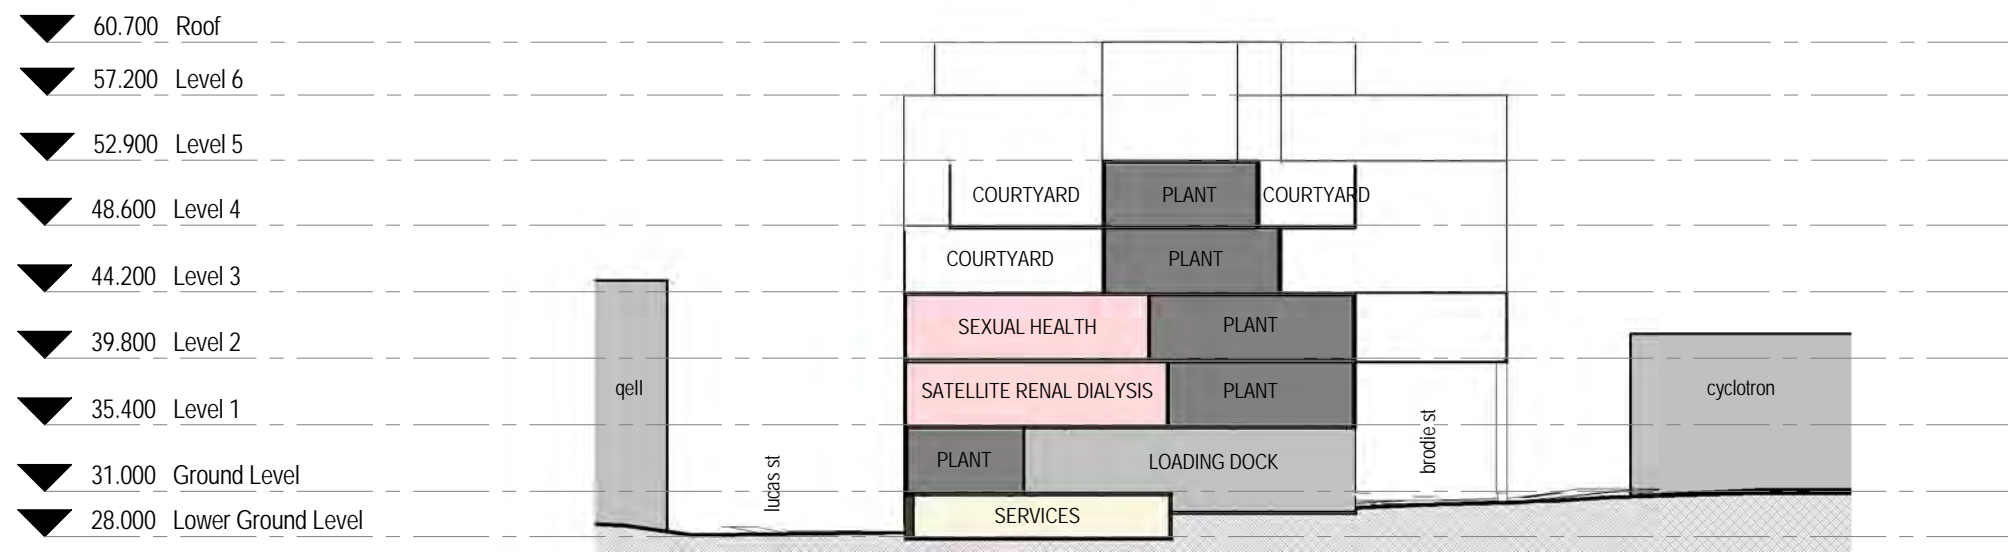 60.700 Roof
57.200 Level 6
52.900 Level 5
COURTYARD PLANT COURTYARD
48.600 Level 4
COURTYARD PLANT
44.200 Level 3
SEXUAL HEALTH PLANT
39.800 Level 2
qell SATELLITE RENAL DIALYSIS PLANT cyclotron
35.400 Level 1
brodie st
PLANT LOADING DOCK
31.000 Ground Level
lucas st
SERVICES
28.000 Lower Ground Level